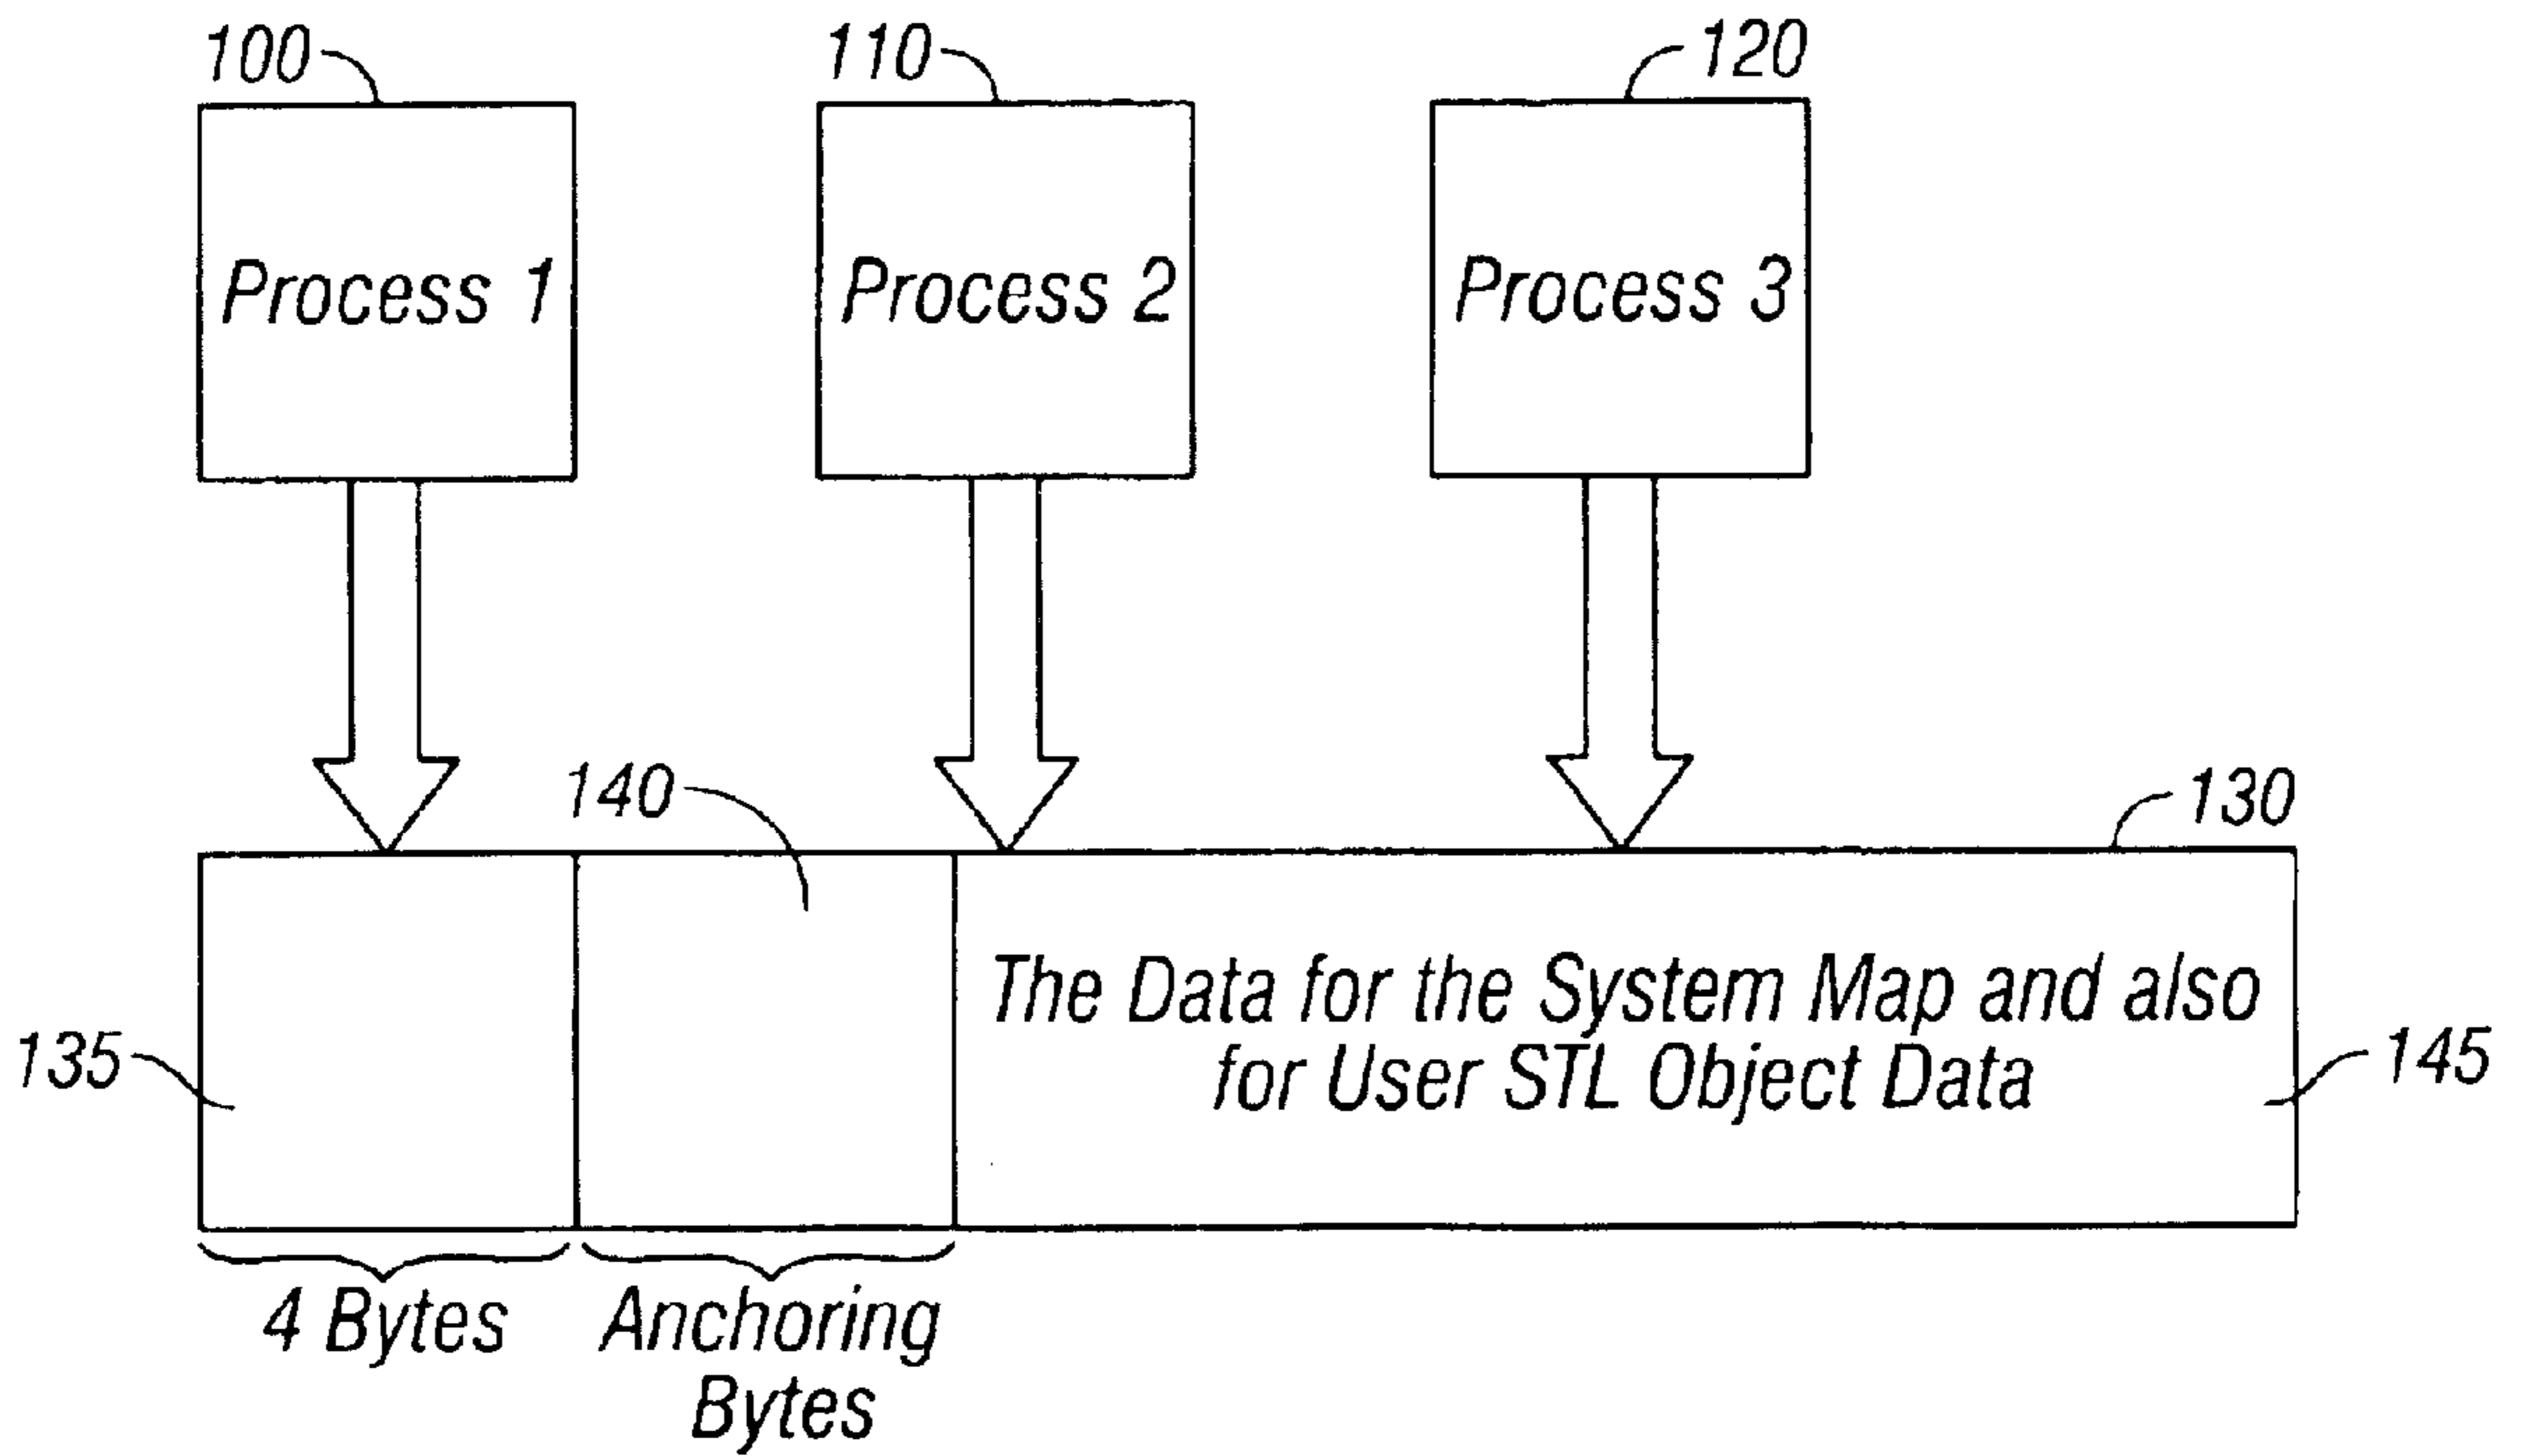 100
110
120
Process 1
Process 2
Process 3
140
130
The Data for the System Map and also
for User STL Object Data
135
145
4 Bytes
Anchoring
Bytes